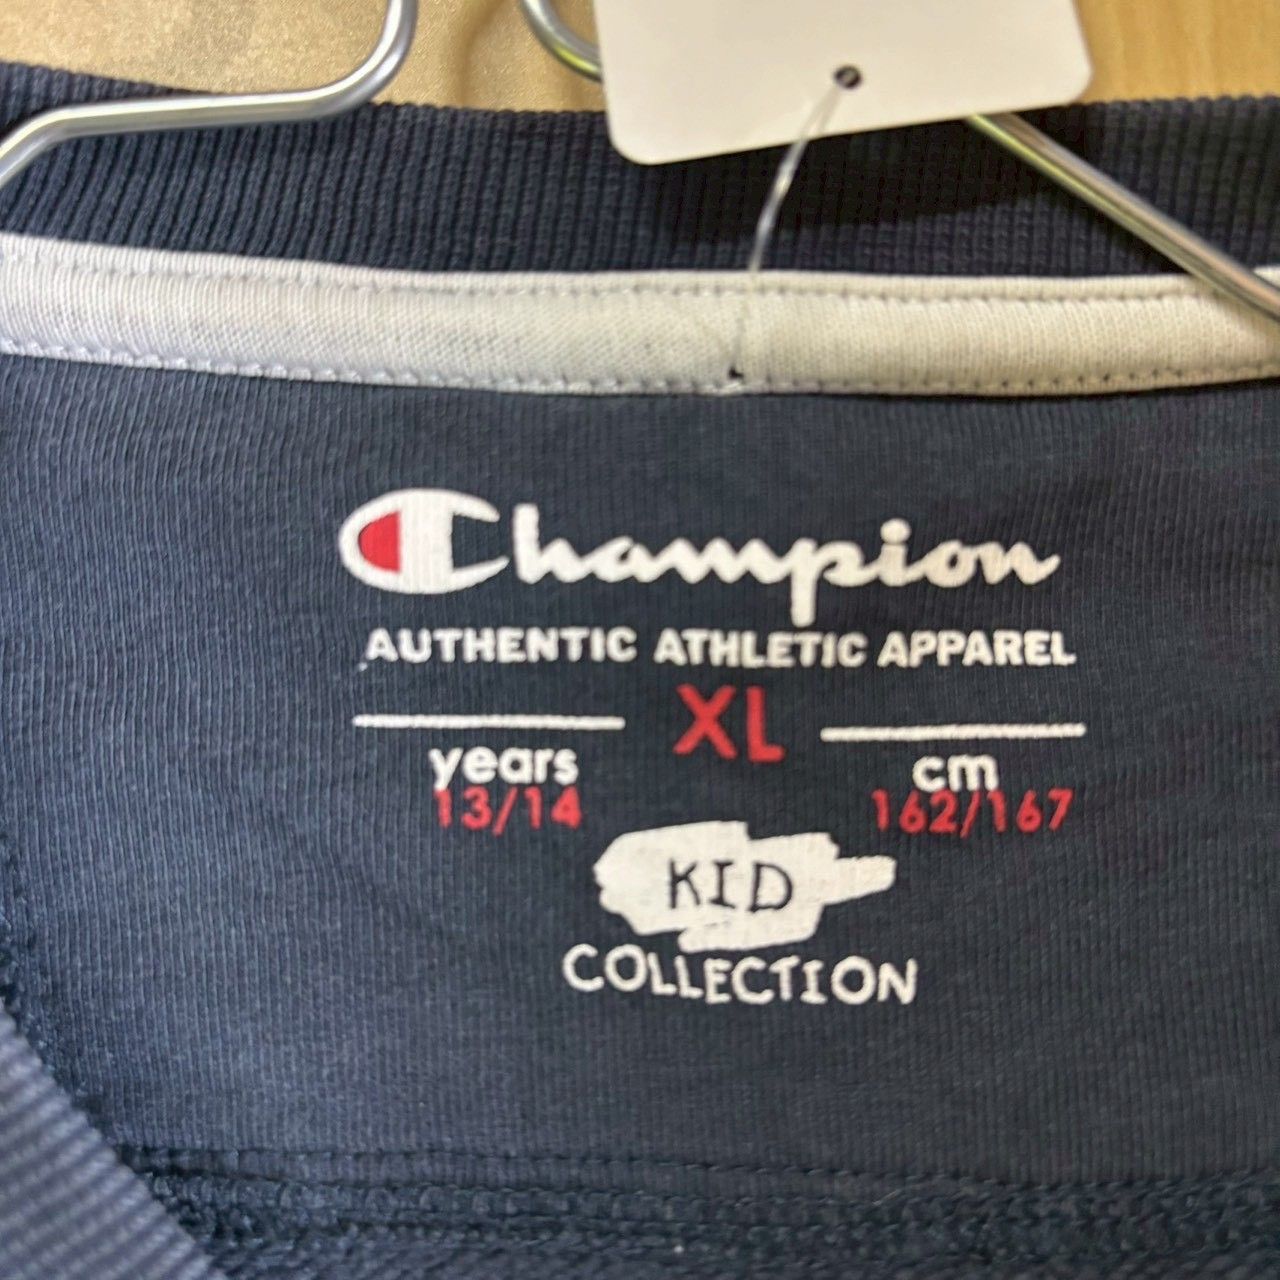 Champion
AUTHENTIC ATHLETIC APPAREL
XL
years
13/14
cm
162/167
KID
COLLECTION